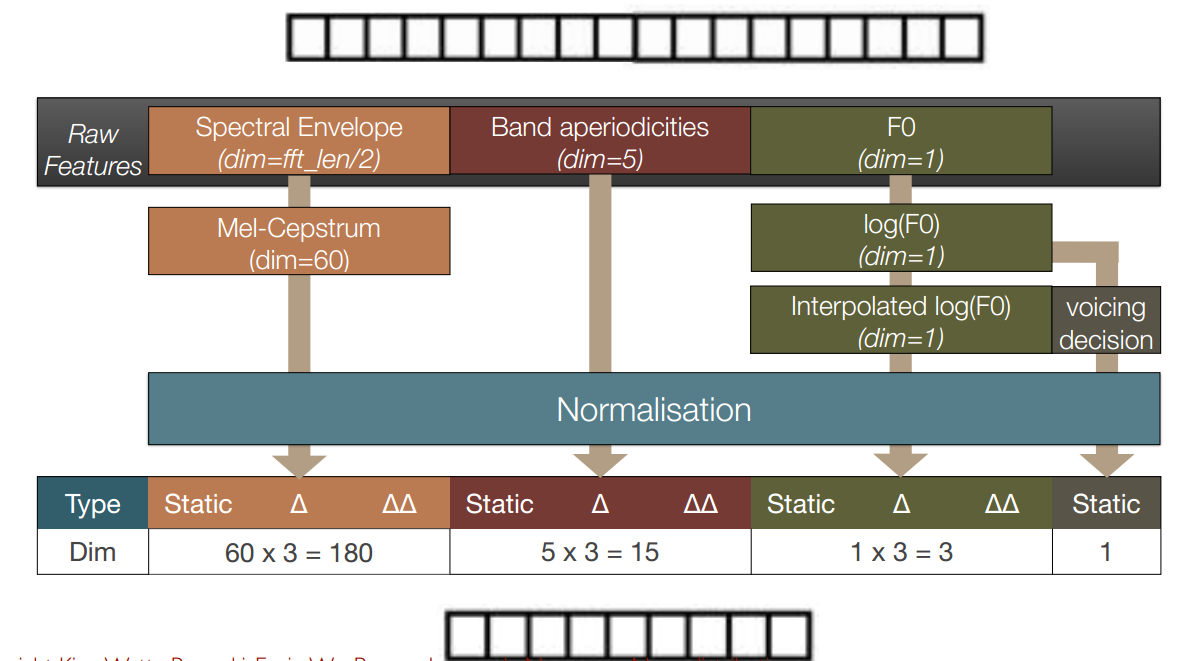 Raw
Features
Spectral Envelope
(dim=fft_len/2)
Band aperiodicities
(dim=5)
F0
(dim=1)
Mel-Cepstrum
(dim=60)
log(F0)
(dim=1)
Interpolated log(F0)
(dim=1)
voicing
decision
Normalisation
Type Static Δ ΔΔ Static Δ ΔΔ Static Δ ΔΔ Static
Dim 60 x 3 = 180 5 x 3 = 15 1 x 3 = 3 1